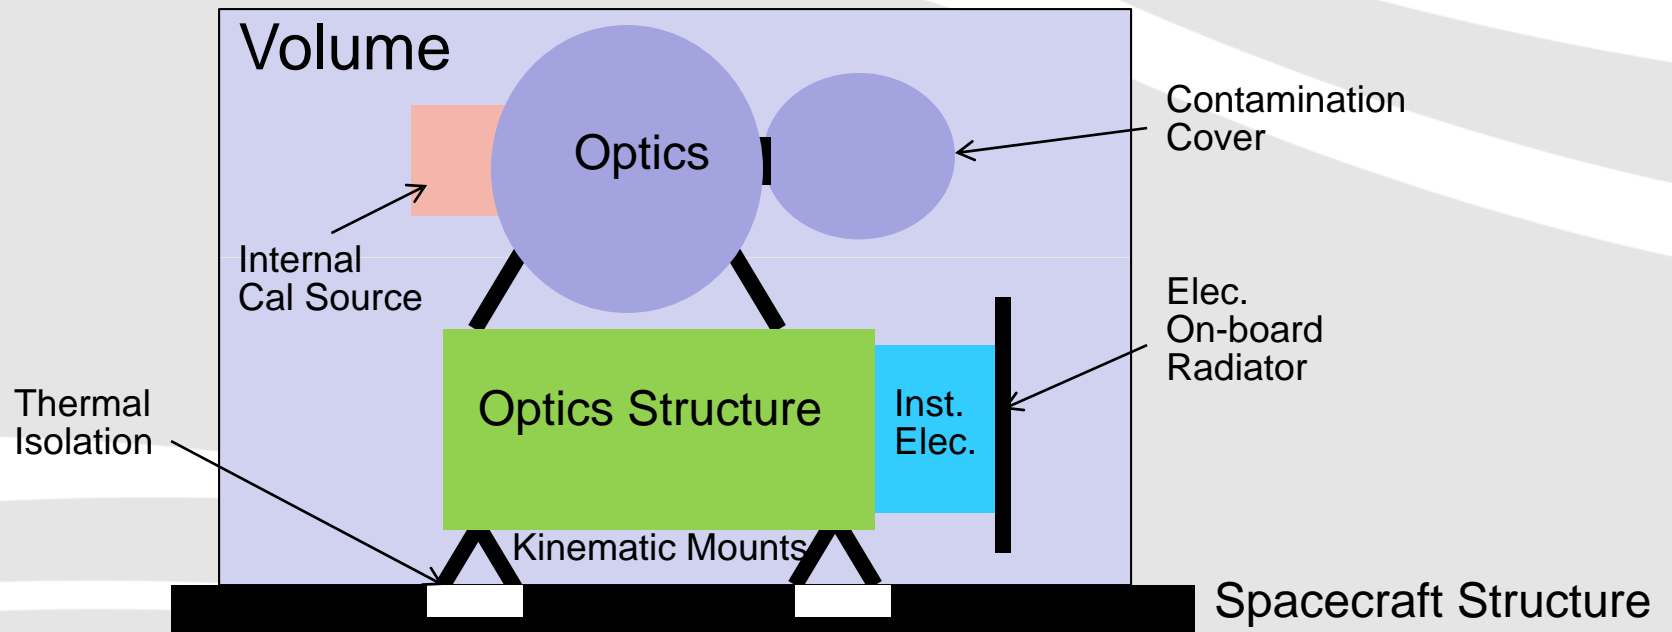 Volume
Optics
Contamination
Cover
Internal
Cal Source
Elec.
On-board
Radiator
Thermal
Isolation
Optics Structure
Inst.
Elec.
Kinematic Mounts
Spacecraft Structure